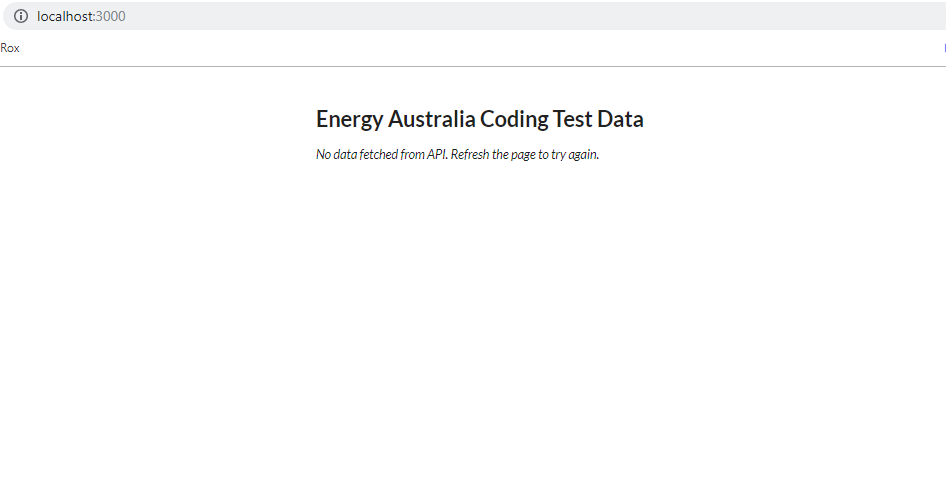 localhost:3000
Rox
Energy Australia Coding Test Data
No data fetched from API. Refresh the page to try again.